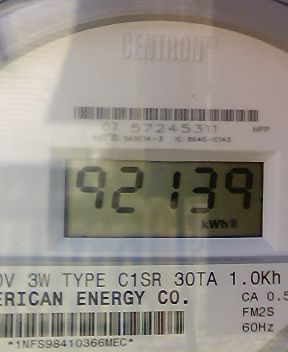 CENTRON®
07 57245311 HPP
92139
kWh
0V 3W TYPE C1SR 30TA 1.0Kh
ERICAN ENERGY CO.
CA 0.5
FM2S
60Hz
*1NFS98410366MEC*